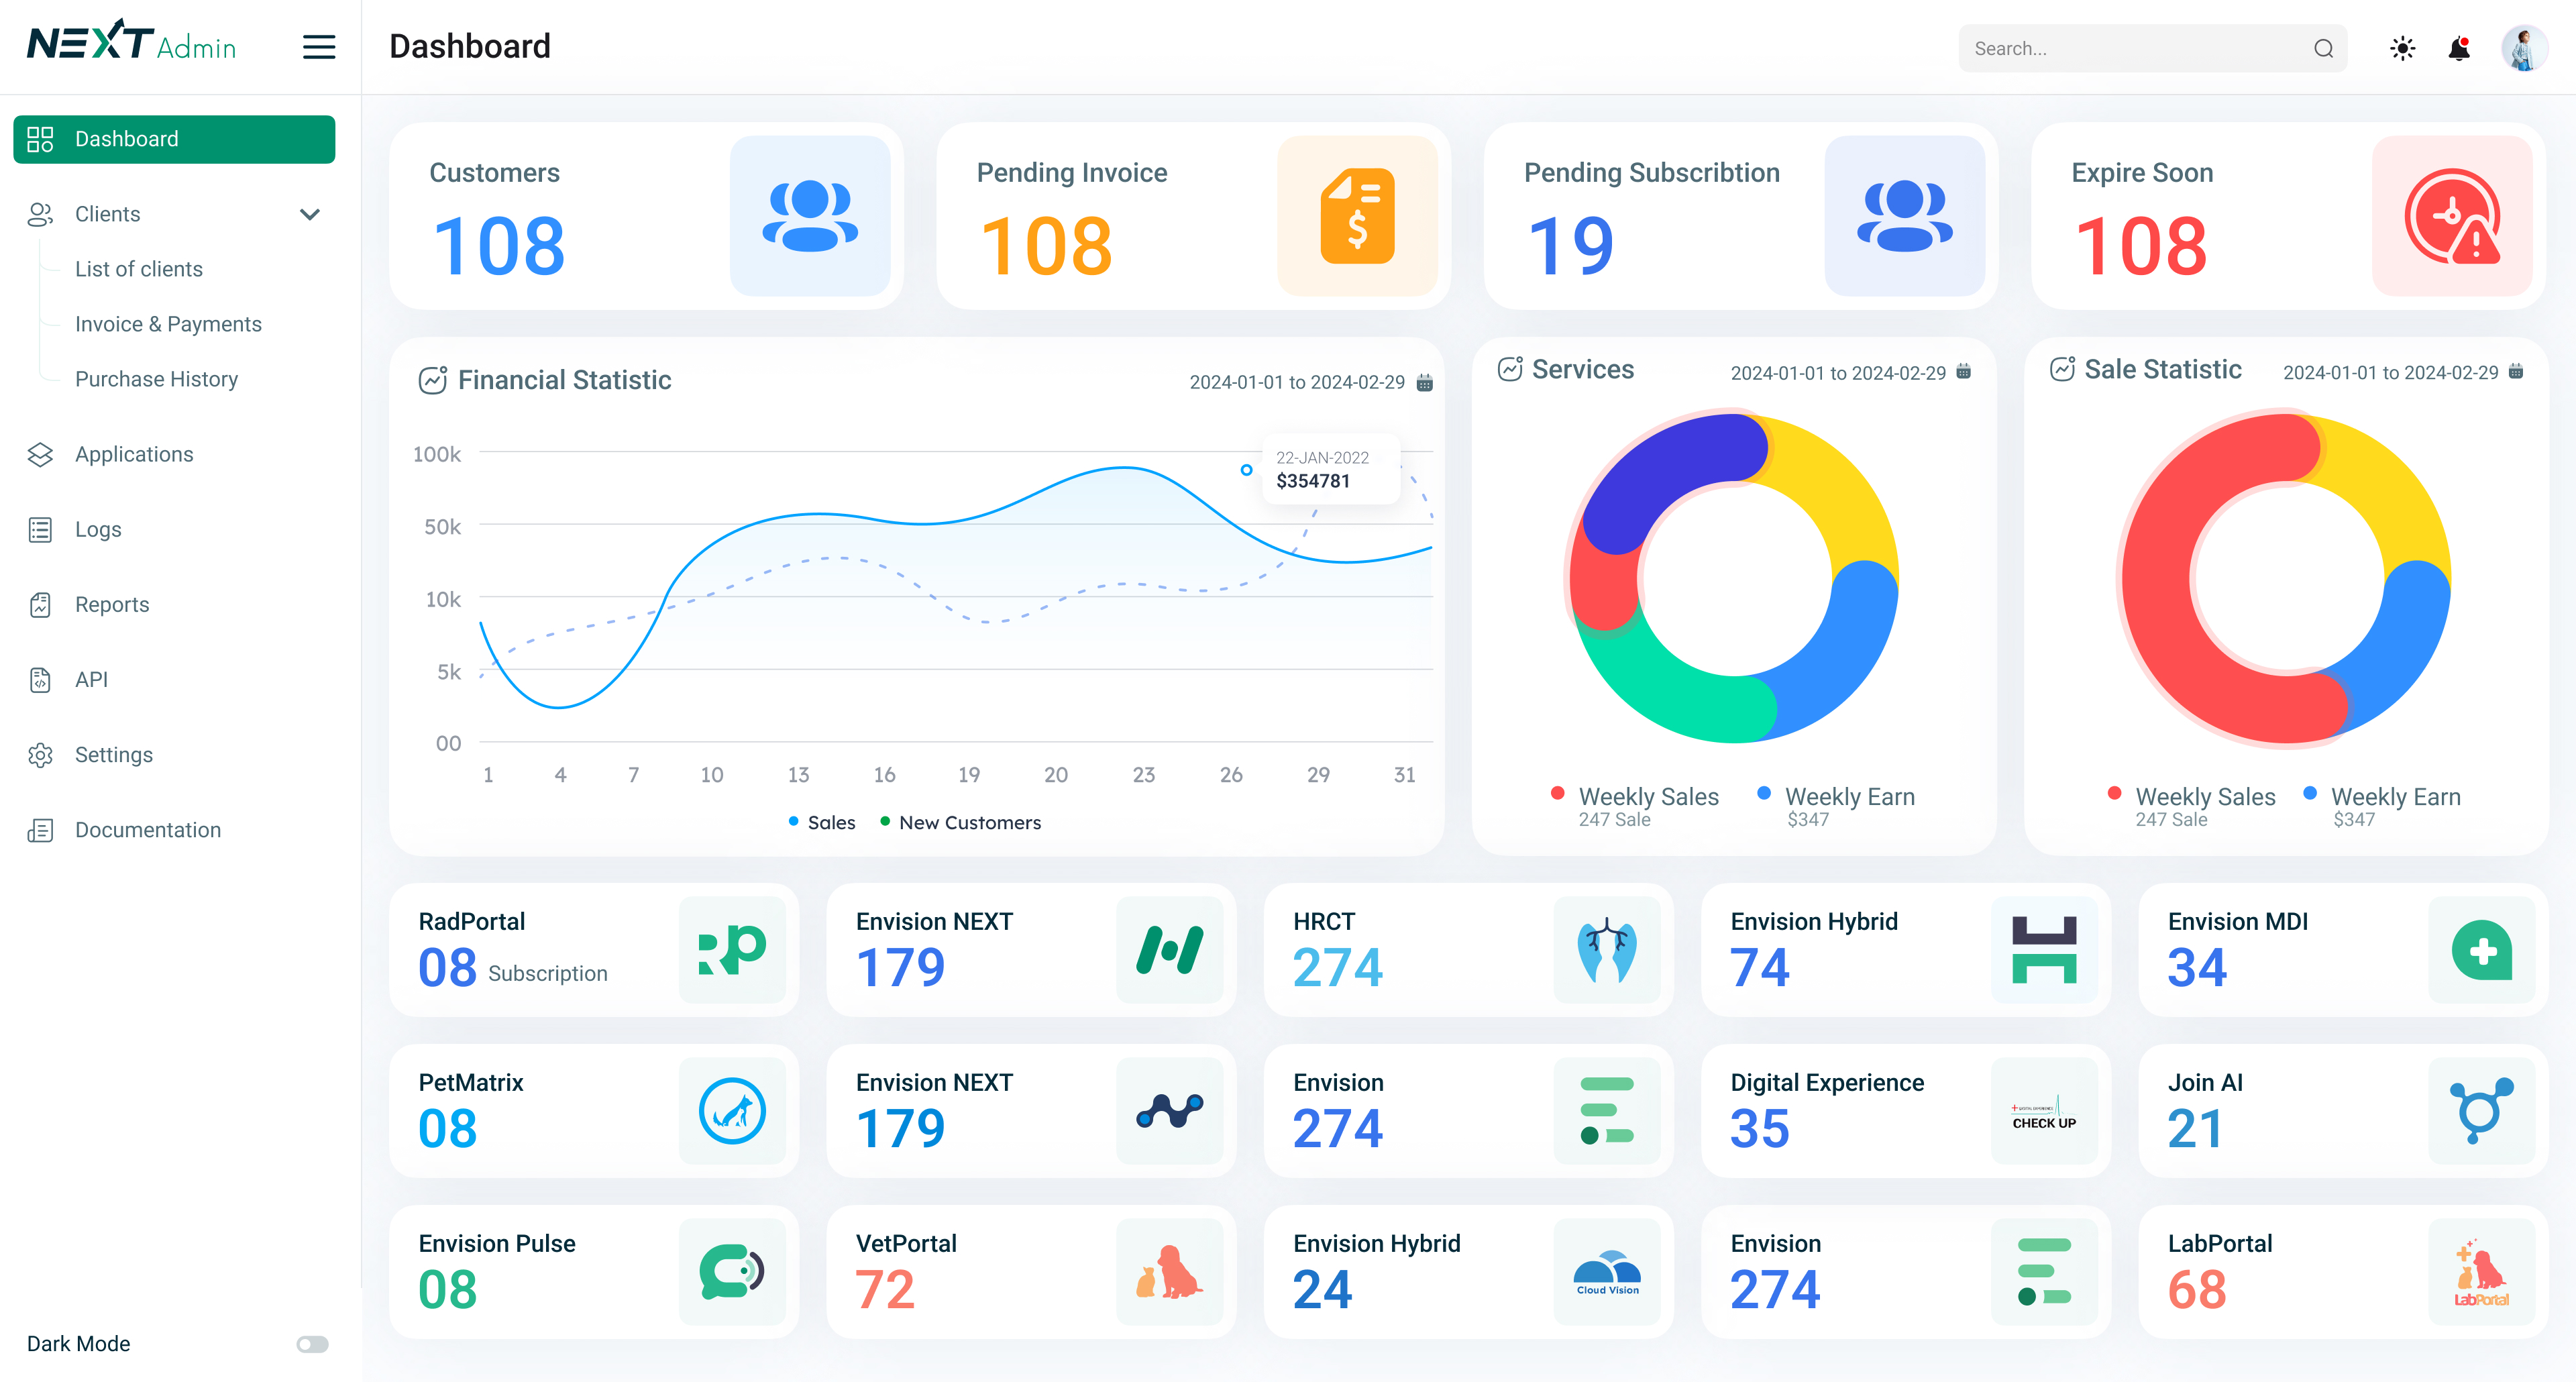 NEXT Admin
Dashboard
Search...
Dashboard
Clients
List of clients
Invoice & Payments
Purchase History
Applications
Logs
Reports
API
Settings
Documentation
Dark Mode
Customers
108
Pending Invoice
108
Pending Subscribtion
19
Expire Soon
108
Financial Statistic
2024-01-01 to 2024-02-29
100k
50k
10k
5k
00
22-JAN-2022
$354781
1 4 7 10 13 16 19 20 23 26 29 31
Sales New Customers
Services
2024-01-01 to 2024-02-29
Weekly Sales
247 Sale
Weekly Earn
$347
Sale Statistic
2024-01-01 to 2024-02-29
Weekly Sales
247 Sale
Weekly Earn
$347
RadPortal
08 Subscription
Envision NEXT
179
HRCT
274
Envision Hybrid
74
Envision MDI
34
PetMatrix
08
Envision NEXT
179
Envision
274
Digital Experience
35
CHECK UP
Join AI
21
Envision Pulse
08
VetPortal
72
Envision Hybrid
24
Cloud Vision
Envision
274
LabPortal
68
LabPortal